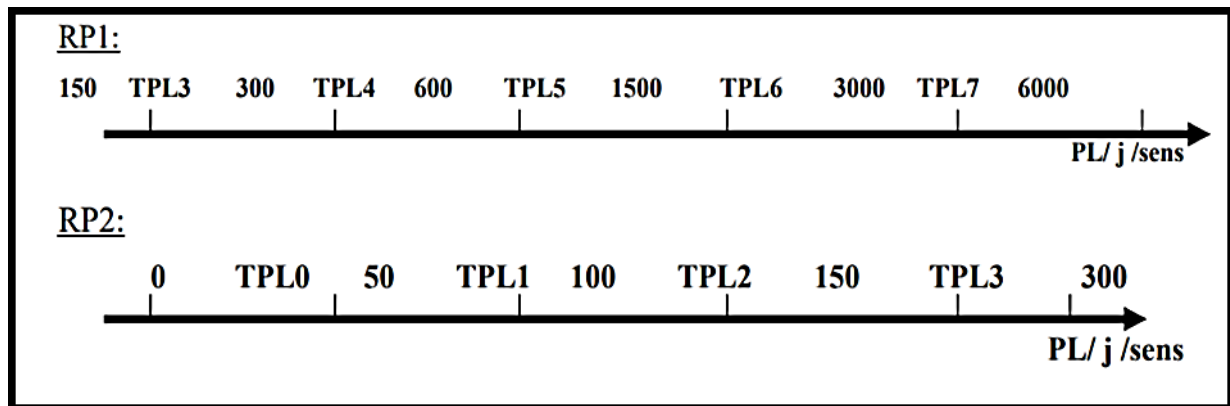 RP1:
150 TPL3 300 TPL4 600 TPL5 1500 TPL6 3000 TPL7 6000
PL/ j /sens
RP2:
0 TPL0 50 TPL1 100 TPL2 150 TPL3 300
PL/ j /sens